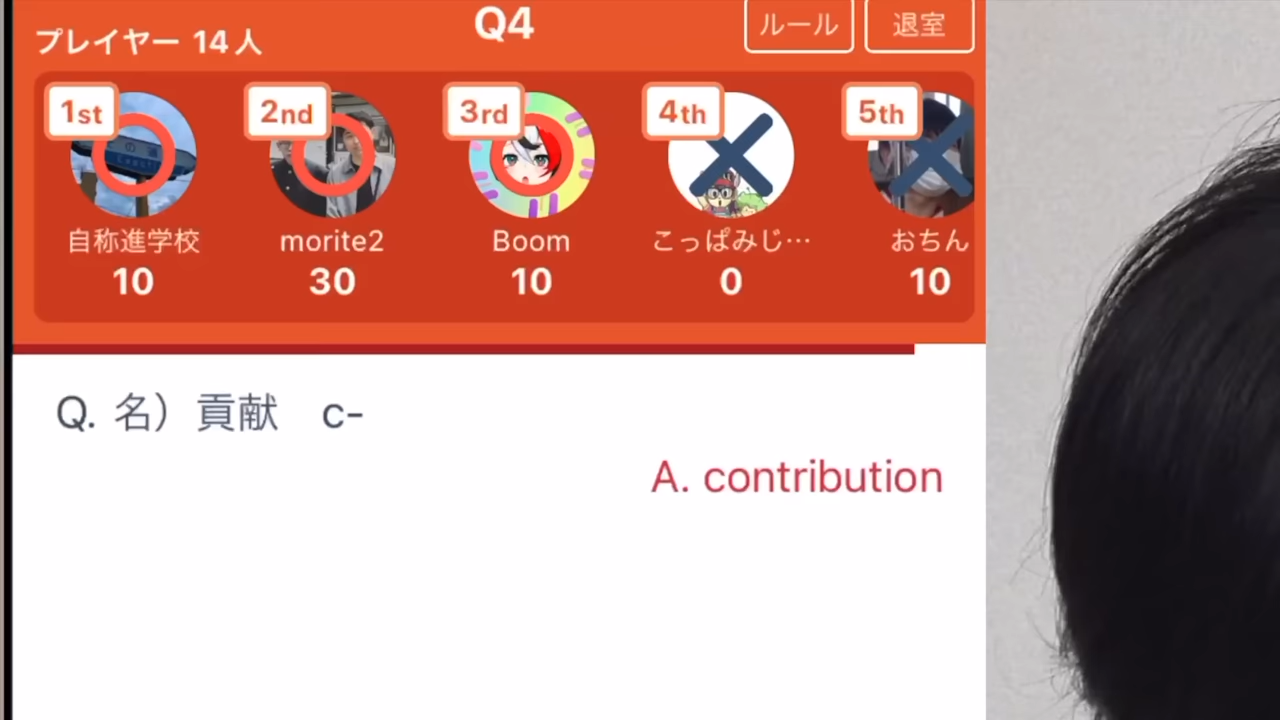 プレイヤー 14人
Q4
ルール
退室
1st
2nd
3rd
4th
5th
自称進学校
morite2
Boom
こっぱみじ…
おちん
10
30
10
0
10
Q. 名）貢献　c-
A. contribution